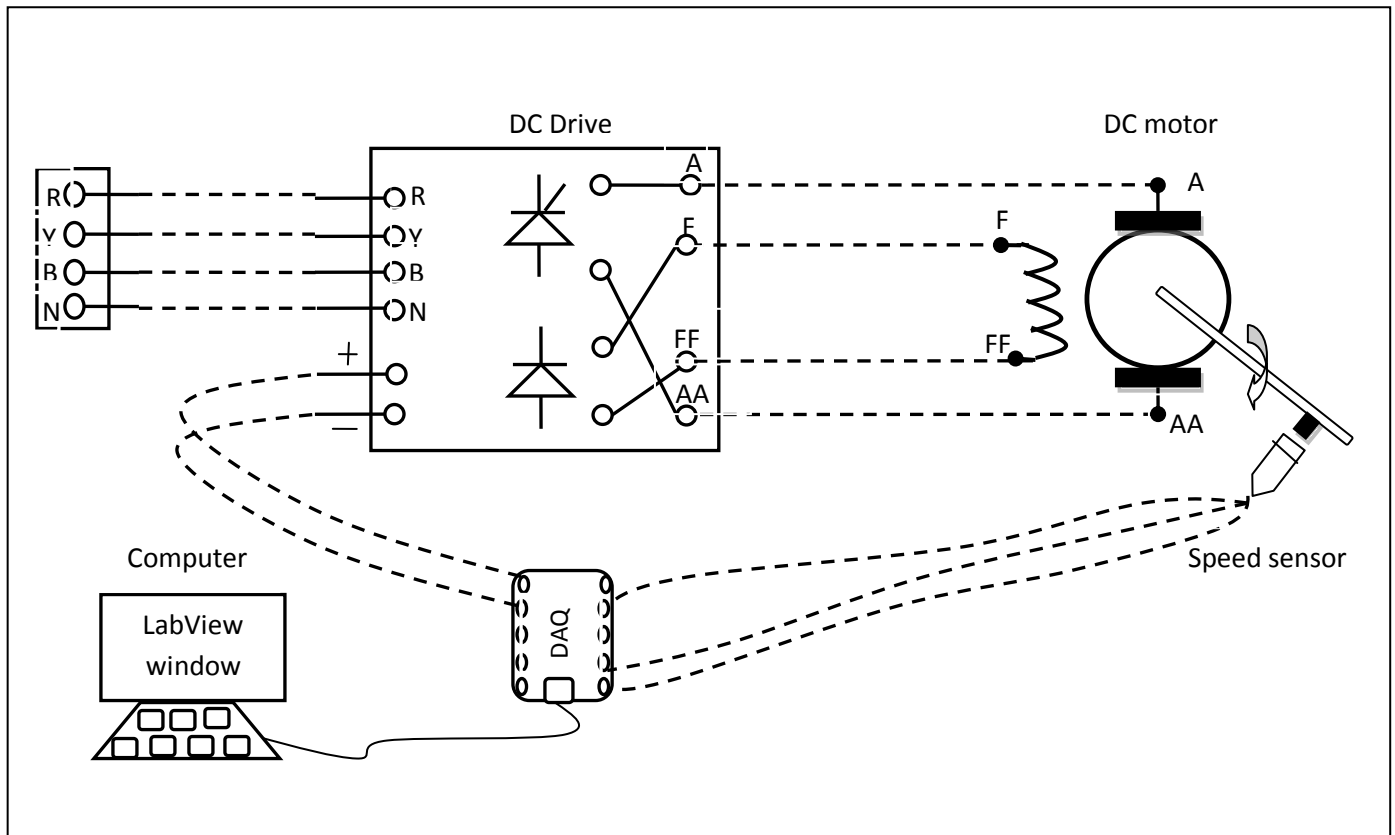 DC Drive
DC motor
R
Y
B
N
R
Y
B
N
+
−
A
F
FF
AA
F
FF
A
AA
Computer
LabView
window
DAQ
Speed sensor